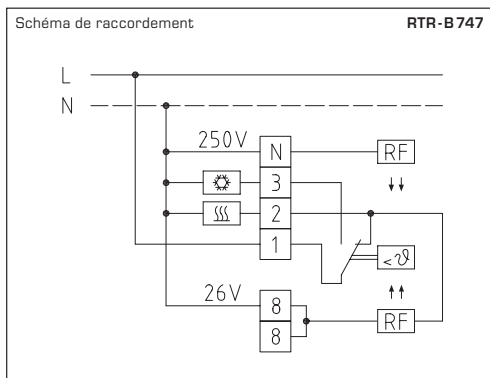 Schéma de raccordement RTR-B 747
L
N
250V N RF
3
2
1 <ϑ
26V 8 RF
8